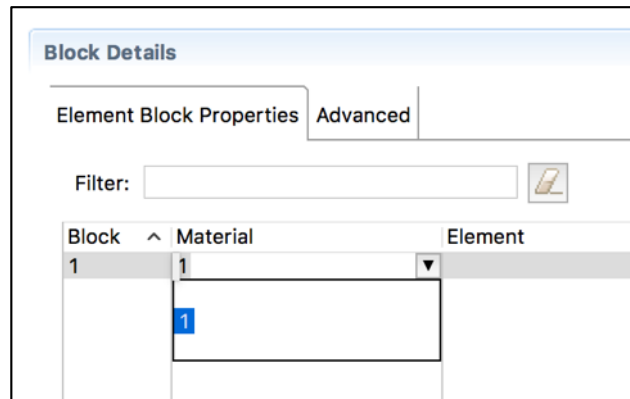 Block Details
Element Block Properties Advanced
Filter:
Block Material Element
1 1
1